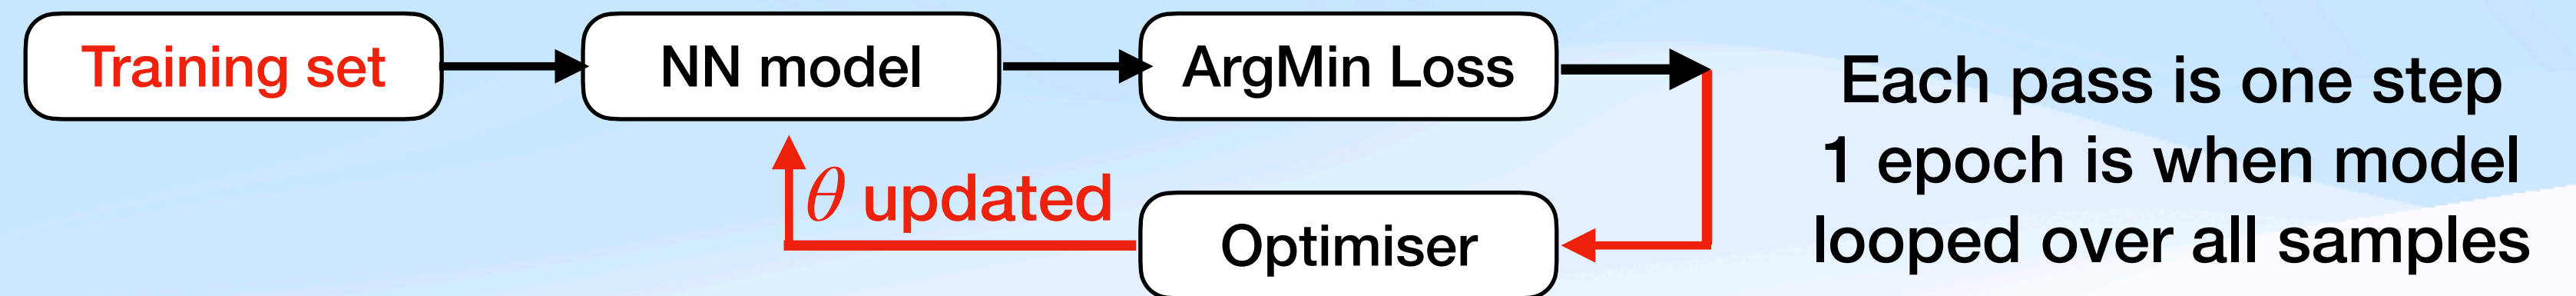 Training set
NN model
ArgMin Loss
θ updated
Optimiser
Each pass is one step
1 epoch is when model
looped over all samples